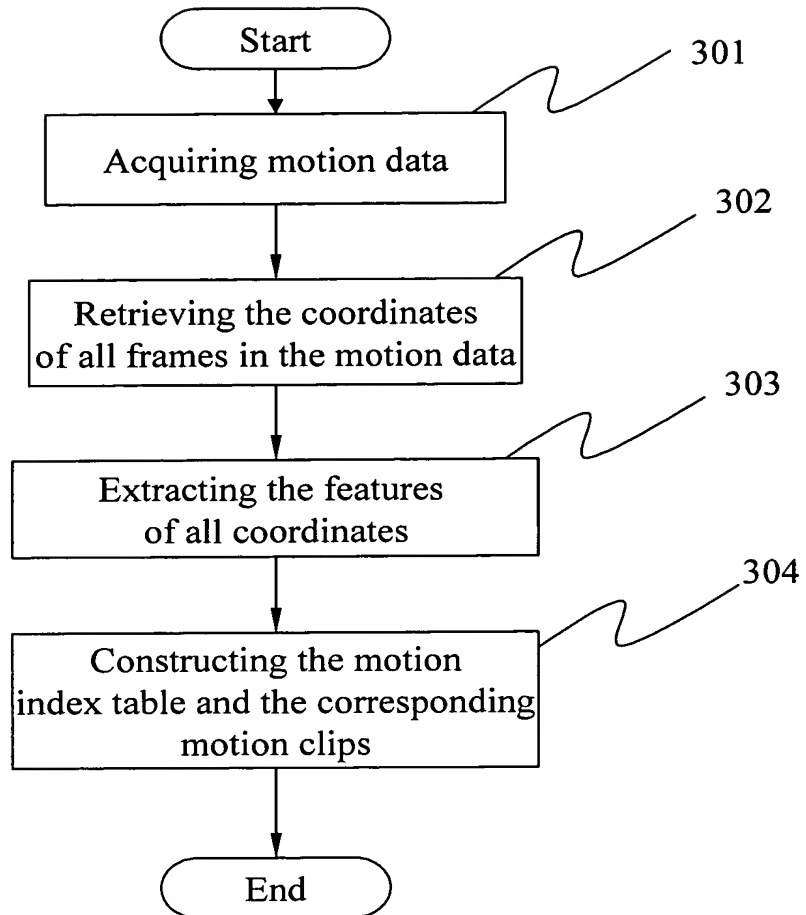 Start
301
Acquiring motion data
302
Retrieving the coordinates
of all frames in the motion data
303
Extracting the features
of all coordinates
304
Constructing the motion
index table and the corresponding
motion clips
End